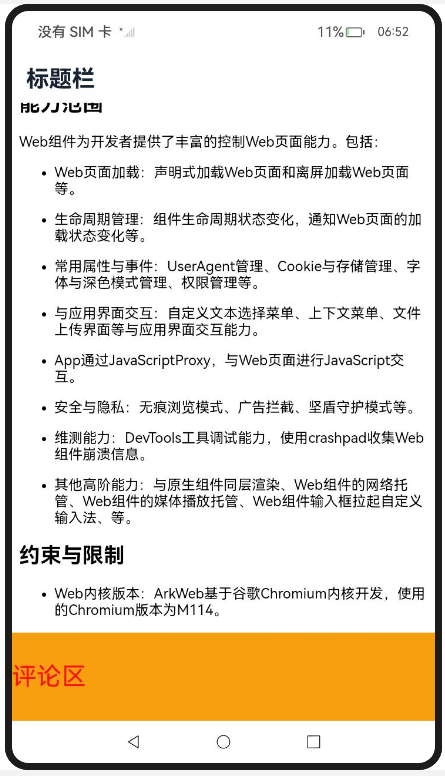 没有 SIM 卡
11%
06:52
标题栏
能力范围
Web组件为开发者提供了丰富的控制Web页面能力。包括：
• Web页面加载：声明式加载Web页面和离屏加载Web页面
等。
• 生命周期管理：组件生命周期状态变化，通知Web页面的加
载状态变化等。
• 常用属性与事件：UserAgent管理、Cookie与存储管理、字
体与深色模式管理、权限管理等。
• 与应用界面交互：自定义文本选择菜单、上下文菜单、文件
上传界面等与应用界面交互能力。
• App通过JavaScriptProxy，与Web页面进行JavaScript交
互。
• 安全与隐私：无痕浏览模式、广告拦截、坚盾守护模式等。
• 维测能力：DevTools工具调试能力，使用crashpad收集Web
组件崩溃信息。
• 其他高阶能力：与原生组件同层渲染、Web组件的网络托
管、Web组件的媒体播放托管、Web组件输入框拉起自定义
输入法、等。
约束与限制
• Web内核版本：ArkWeb基于谷歌Chromium内核开发，使用
的Chromium版本为M114。
评论区